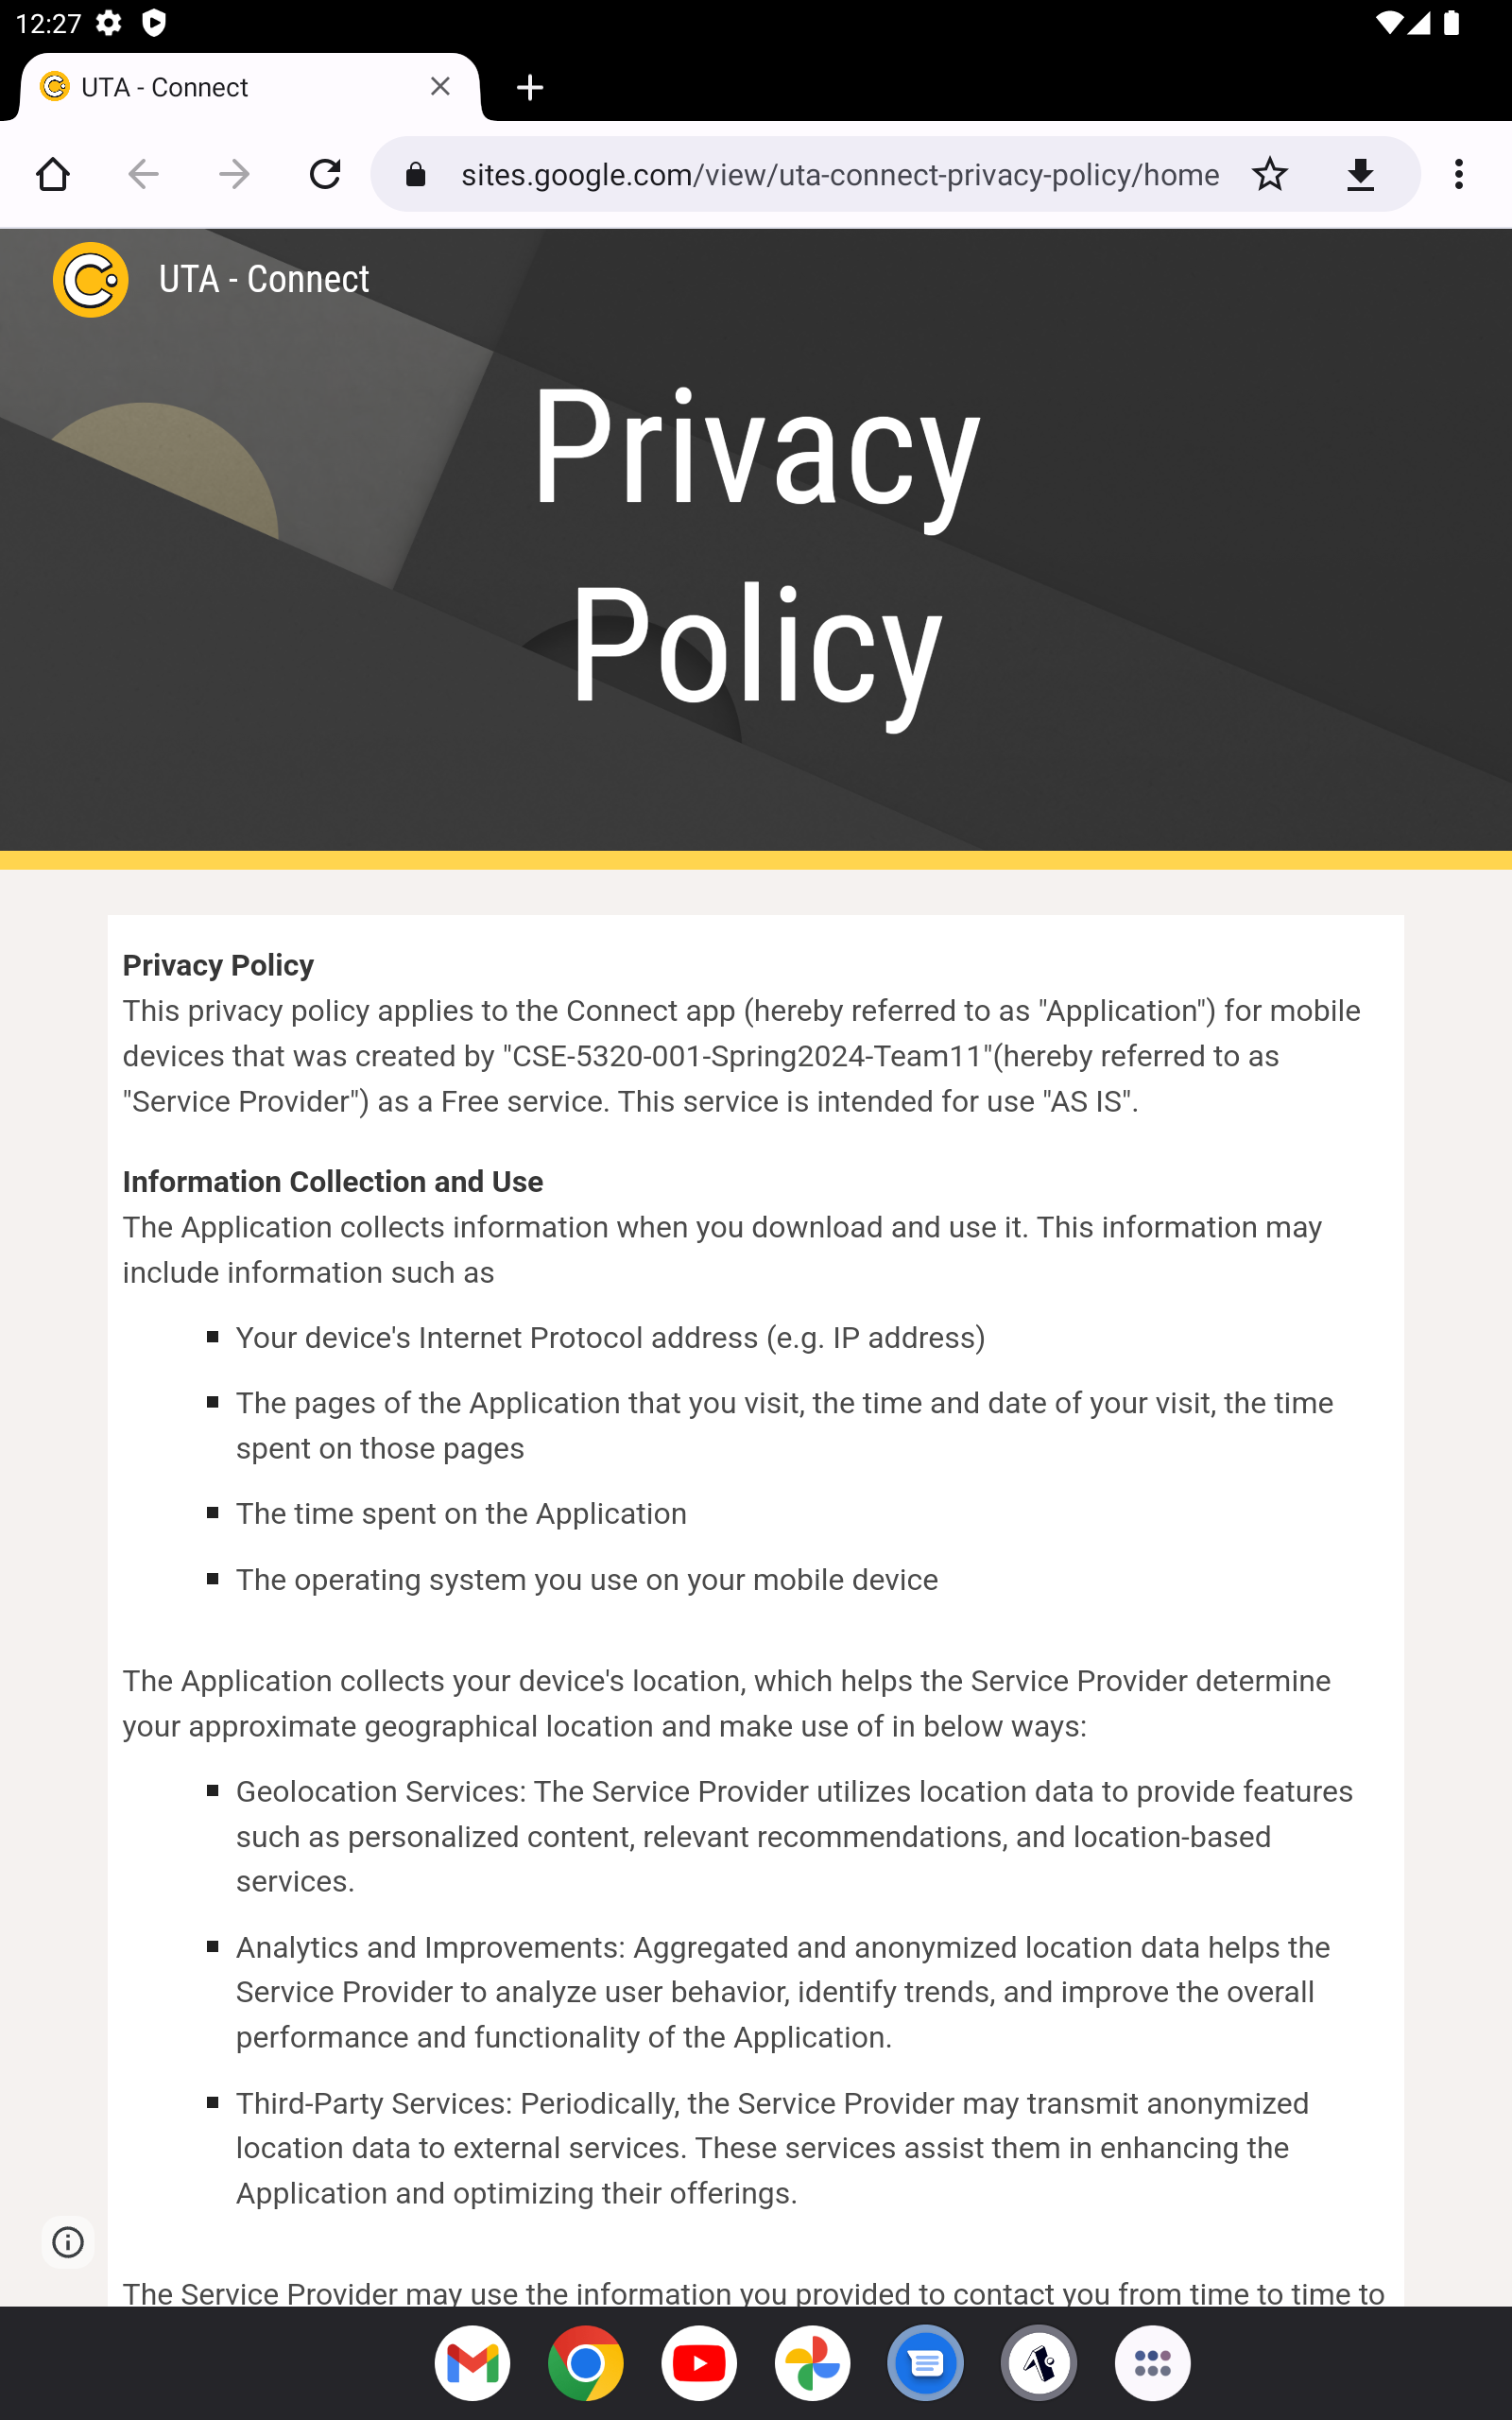 12:27
UTA - Connect
sites.google.com/view/uta-connect-privacy-policy/home
UTA - Connect
Privacy
Policy
Privacy Policy
This privacy policy applies to the Connect app (hereby referred to as "Application") for mobile
devices that was created by "CSE-5320-001-Spring2024-Team11"(hereby referred to as
"Service Provider") as a Free service. This service is intended for use "AS IS".
Information Collection and Use
The Application collects information when you download and use it. This information may
include information such as
Your device's Internet Protocol address (e.g. IP address)
The pages of the Application that you visit, the time and date of your visit, the time
spent on those pages
The time spent on the Application
The operating system you use on your mobile device
The Application collects your device's location, which helps the Service Provider determine
your approximate geographical location and make use of in below ways:
Geolocation Services: The Service Provider utilizes location data to provide features
such as personalized content, relevant recommendations, and location-based
services.
Analytics and Improvements: Aggregated and anonymized location data helps the
Service Provider to analyze user behavior, identify trends, and improve the overall
performance and functionality of the Application.
Third-Party Services: Periodically, the Service Provider may transmit anonymized
location data to external services. These services assist them in enhancing the
Application and optimizing their offerings.
The Service Provider may use the information you provided to contact you from time to time to